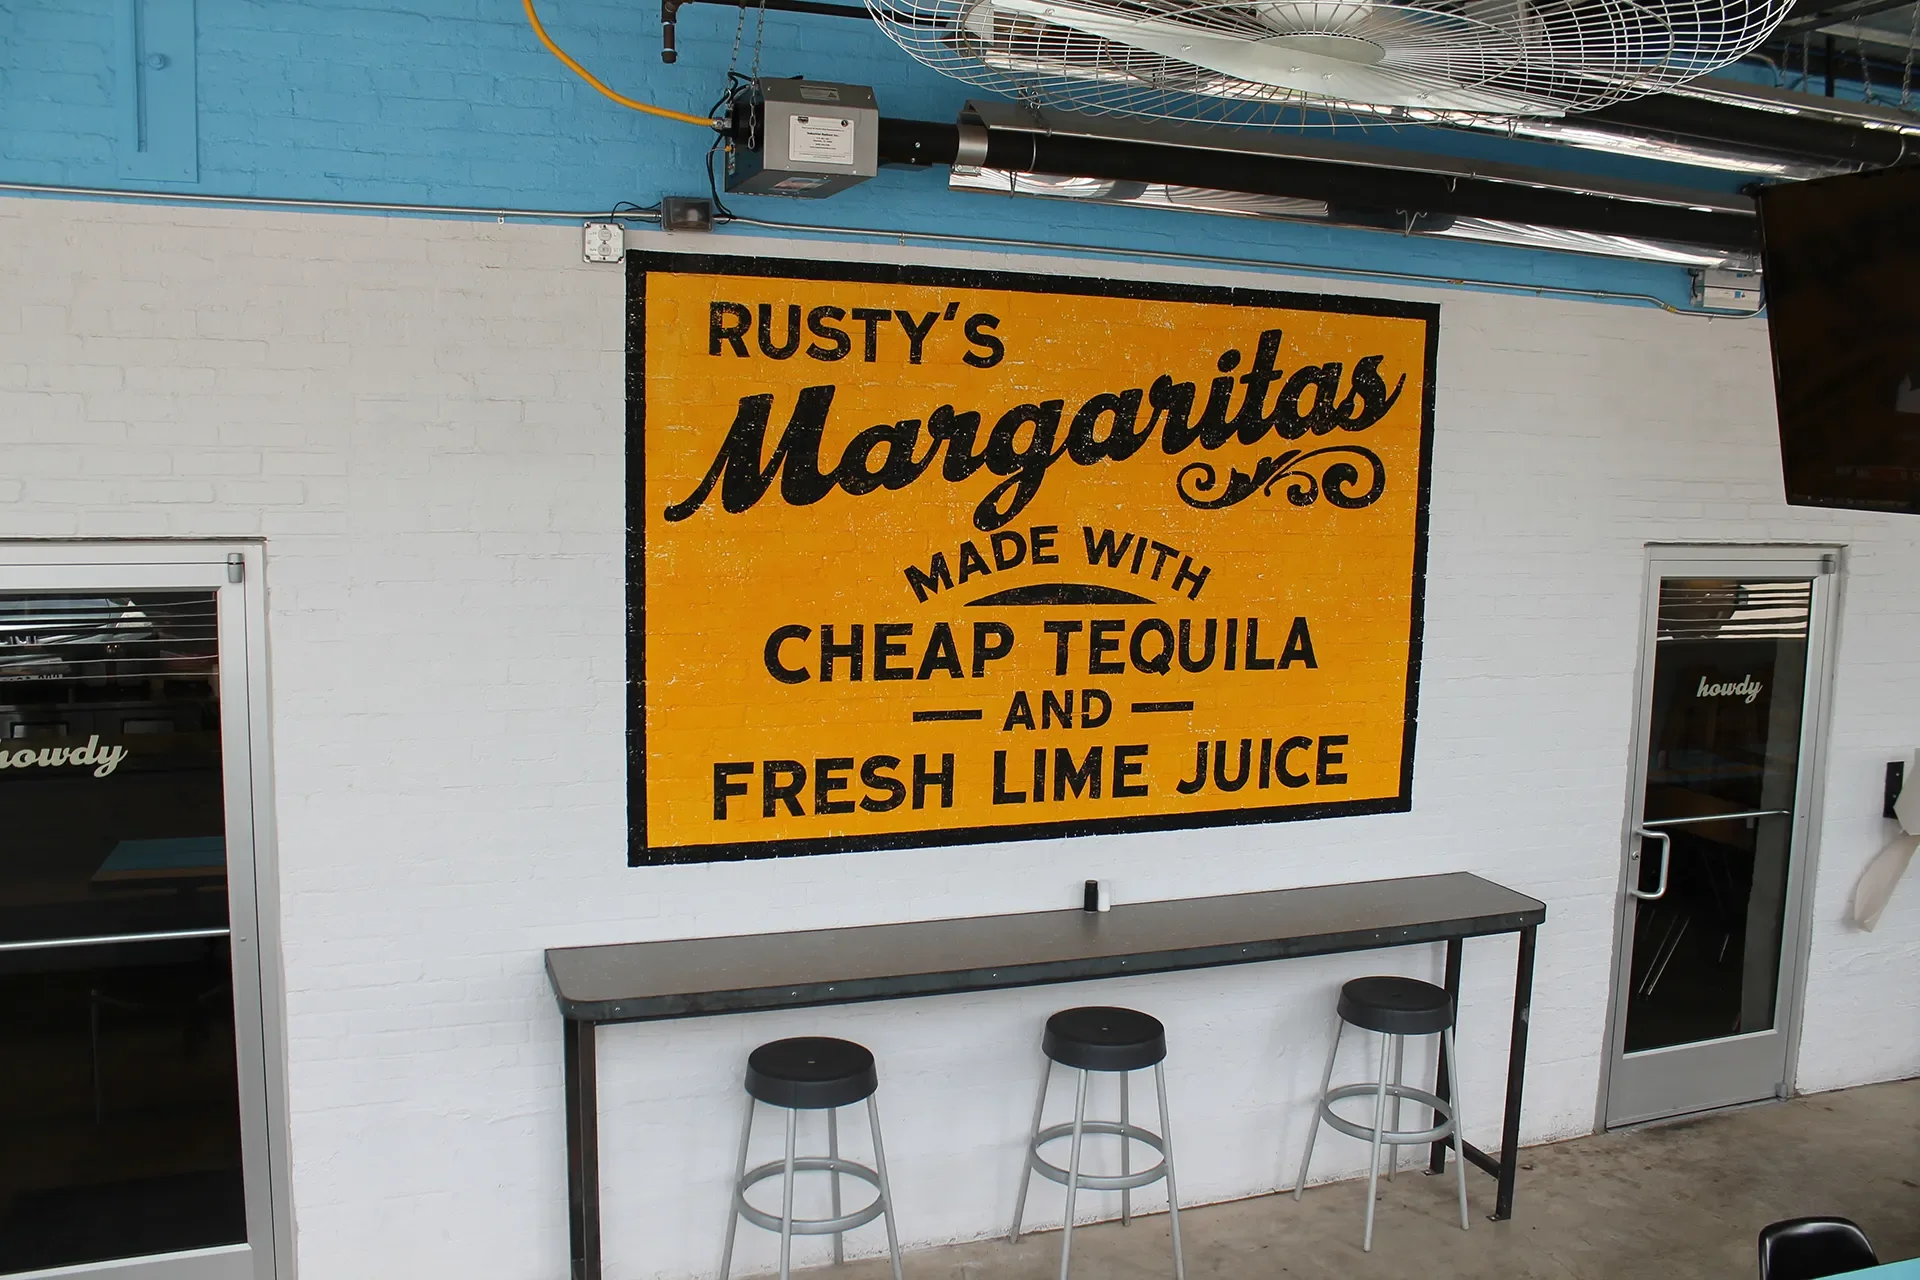 RUSTY'S
Margaritas
MADE WITH
CHEAP TEQUILA
AND
FRESH LIME JUICE
howdy
howdy